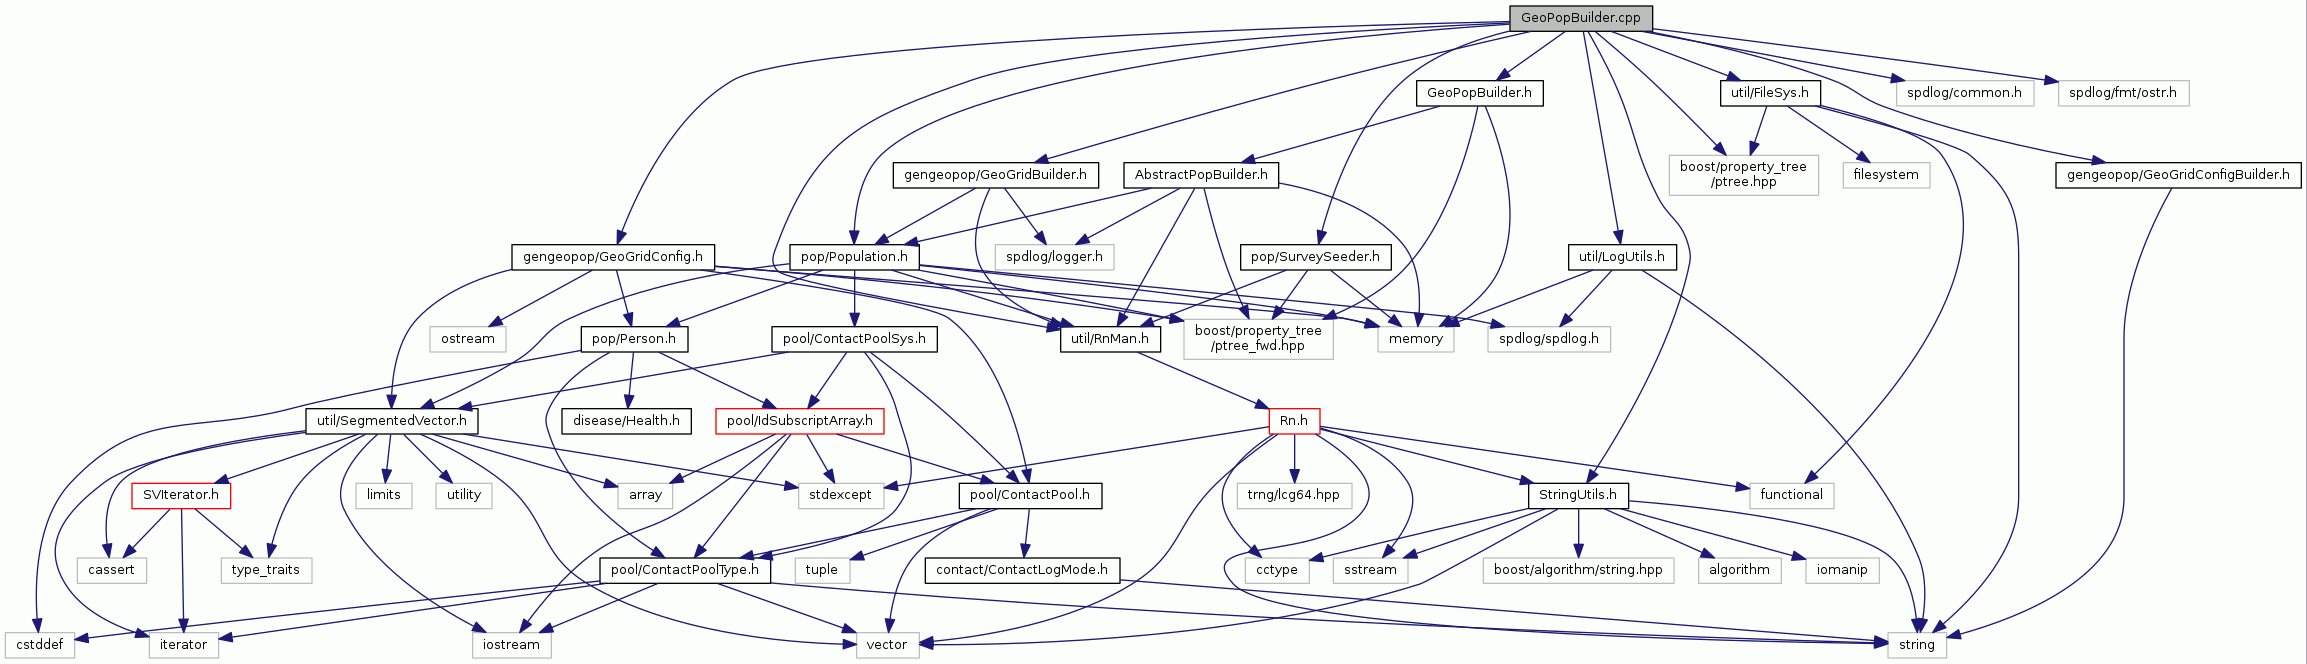 GeoPopBuilder.cpp
GeoPopBuilder.h
util/FileSys.h
spdlog/common.h
spdlog/fmt/ostr.h
gengeopop/GeoGridBuilder.h
AbstractPopBuilder.h
boost/property_tree
/ptree.hpp
filesystem
gengeopop/GeoGridConfigBuilder.h
gengeopop/GeoGridConfig.h
pop/Population.h
spdlog/logger.h
pop/SurveySeeder.h
util/LogUtils.h
ostream
pop/Person.h
pool/ContactPoolSys.h
util/RnMan.h
boost/property_tree
/ptree_fwd.hpp
memory
spdlog/spdlog.h
util/SegmentedVector.h
disease/Health.h
pool/IdSubscriptArray.h
Rn.h
SVIterator.h
limits
utility
array
stdexcept
pool/ContactPool.h
trng/lcg64.hpp
StringUtils.h
functional
cassert
type_traits
pool/ContactPoolType.h
tuple
contact/ContactLogMode.h
cctype
sstream
boost/algorithm/string.hpp
algorithm
iomanip
cstddef
iterator
iostream
vector
string